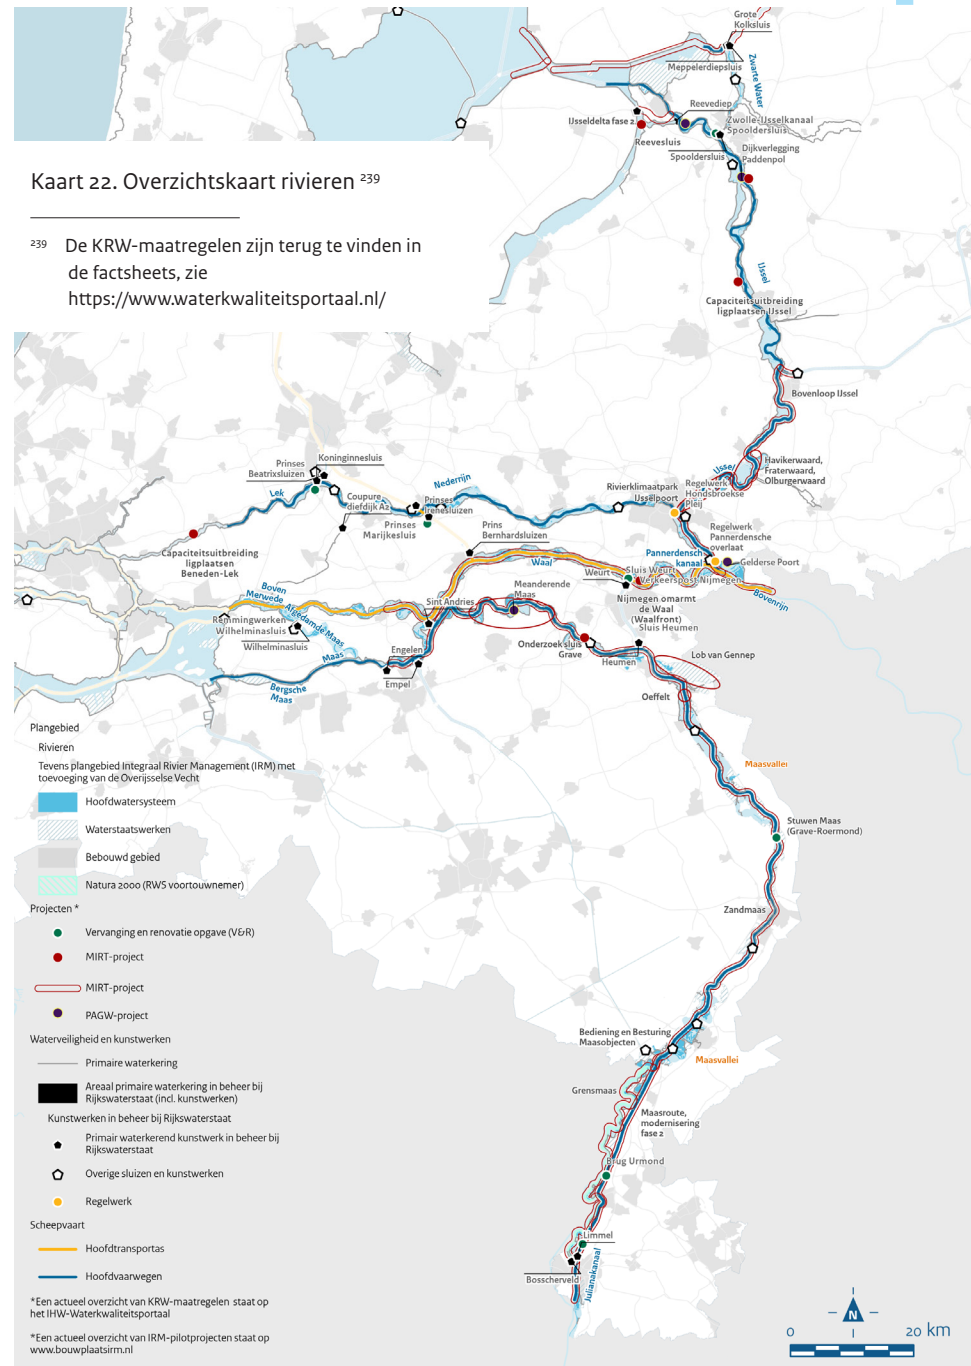 Grote
Kolksluis
Meppelerdiepsluis
Zwarte Water
Reevediep
IJsseldelta fase 2
Zwolle-IJsselkanaal
Spooldersluis
Reevesluis
Dijkverlegging
Paddenpol
Spooldersluis
Kaart 22. Overzichtskaart rivieren 239
239 De KRW-maatregelen zijn terug te vinden in
de factsheets, zie
https://www.waterkwaliteitsportaal.nl/
IJssel
Capaciteitsuitbreiding
ligplaatsen IJssel
Bovenloop IJssel
Koninginnesluis
Prinses
Beatrixsluizen
Nederrijn
IJssel
Havikerwaard,
Fraterwaard,
Olburgerwaard
Lek
Coupure
diefdijk A2
Prinses
Irenesluizen
Rivierklimaatpark
IJsselpoort
Regelwerk
Hondsbroekse
Pleij
Prinses
Marijkesluis
Prins
Bernhardsluizen
Regelwerk
Pannerdensche
overlaat
Capaciteitsuitbreiding
ligplaatsen
Beneden-Lek
Waal
Pannerdensch
kanaal
Gelderse Poort
Weurt
Sluis Weurt
Verkeerspost Nijmegen
Boven
Merwede
Meanderende
Maas
Bovenrijn
Sint Andries
Nijmegen omarmt
de Waal
(Waalfront)
Afgedamde Maas
Remmingwerken
Wilhelminasluis
Sluis Heumen
Wilhelminasluis
Onderzoek sluis
Grave
Maas
Engelen
Heumen
Lob van Gennep
Empel
Bergsche
Maas
Oeffelt
Maasvallei
Stuwen Maas
(Grave-Roermond)
Zandmaas
Bediening en Besturing
Maasobjecten
Maasvallei
Grensmaas
Maasroute,
modernisering
fase 2
Brug Urmond
Limmel
Bosscherveld
Julianakanaal
Plangebied
Rivieren
Tevens plangebied Integraal Rivier Management (IRM) met
toevoeging van de Overijsselse Vecht
Hoofdwatersysteem
Waterstaatswerken
Bebouwd gebied
Natura 2000 (RWS voortouwnemer)
Projecten *
Vervanging en renovatie opgave (V&R)
MIRT-project
MIRT-project
PAGW-project
Waterveiligheid en kunstwerken
Primaire waterkering
Areaal primaire waterkering in beheer bij
Rijkswaterstaat (incl. kunstwerken)
Kunstwerken in beheer bij Rijkswaterstaat
Primair waterkerend kunstwerk in beheer bij
Rijkswaterstaat
Overige sluizen en kunstwerken
Regelwerk
Scheepvaart
Hoofdtransportas
Hoofdvaarwegen
*Een actueel overzicht van KRW-maatregelen staat op
het IHW-Waterkwaliteitsportaal
*Een actueel overzicht van IRM-pilotprojecten staat op
www.bouwplaatsirm.nl
N
0 20 km